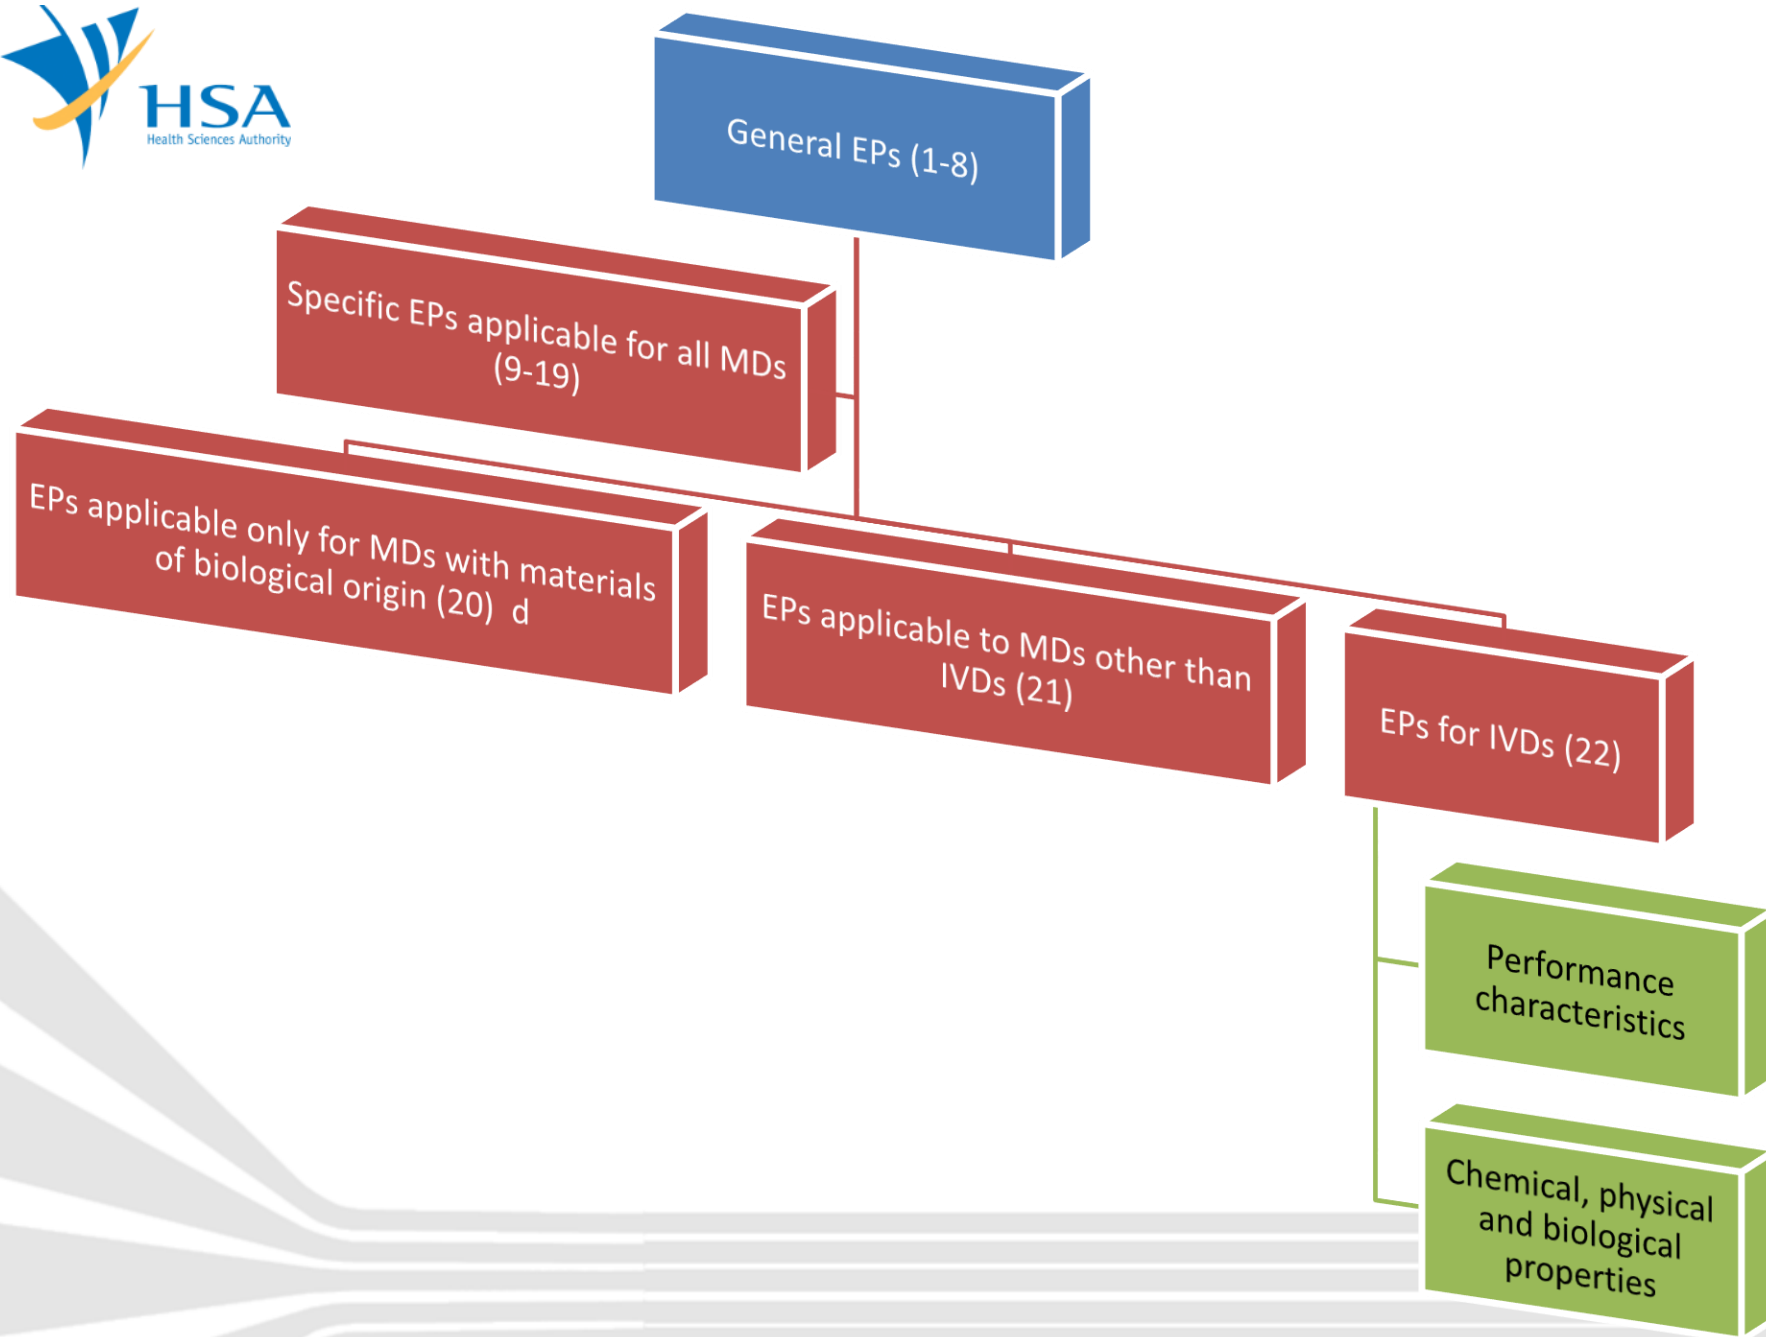 HSA
Health Sciences Authority
General EPs (1-8)
Specific EPs applicable for all MDs
(9-19)
EPs applicable only for MDs with materials
of biological origin (20)  d
EPs applicable to MDs other than
IVDs (21)
EPs for IVDs (22)
Performance
characteristics
Chemical, physical
and biological
properties